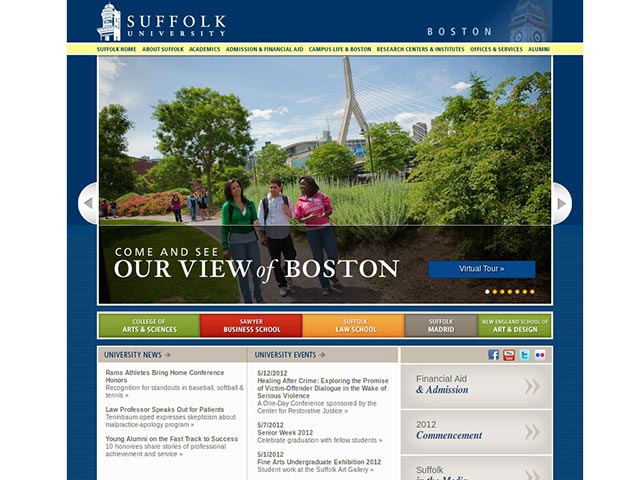 SUFFOLK
UNIVERSITY
BOSTON
SUFFOLK HOME ABOUT SUFFOLK ACADEMICS ADMISSION & FINANCIAL AID CAMPUS LIFE & BOSTON RESEARCH CENTERS & INSTITUTES OFFICES & SERVICES ALUMNI
COME AND SEE
OUR VIEW of BOSTON
Virtual Tour »
COLLEGE OF
ARTS & SCIENCES
SAWYER
BUSINESS SCHOOL
SUFFOLK
LAW SCHOOL
SUFFOLK
MADRID
NEW ENGLAND SCHOOL OF
ART & DESIGN
UNIVERSITY NEWS
Rams Athletes Bring Home Conference
Honors
Recognition for standouts in baseball, softball &
tennis »
Law Professor Speaks Out for Patients
Teninbaum oped expresses skepticism about
malpractice-apology program »
Young Alumni on the Fast Track to Success
10 honorees share stories of professional
achievement and service »
UNIVERSITY EVENTS
5/12/2012
Healing After Crime: Exploring the Promise
of Victim-Offender Dialogue in the Wake of
Serious Violence
A One-Day Conference sponsored by the
Center for Restorative Justice »
5/7/2012
Senior Week 2012
Celebrate graduation with fellow students »
5/1/2012
Fine Arts Undergraduate Exhibition 2012
Student work at the Suffolk Art Gallery »
Financial Aid
& Admission
2012
Commencement
Suffolk
in the Media